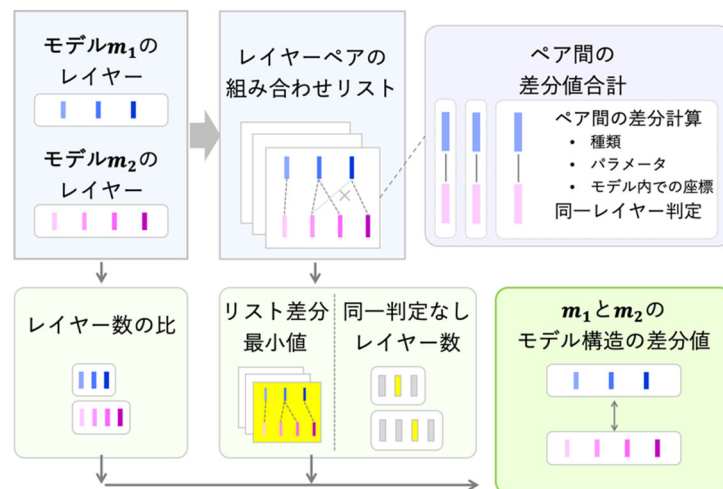 モデルm₁の
レイヤー
モデルm₂の
レイヤー
レイヤーペアの
組み合わせリスト
ペア間の
差分値合計
ペア間の差分計算
• 種類
• パラメータ
• モデル内での座標
同一レイヤー判定
レイヤー数の比
リスト差分
最小値
同一判定なし
レイヤー数
m₁とm₂の
モデル構造の差分値